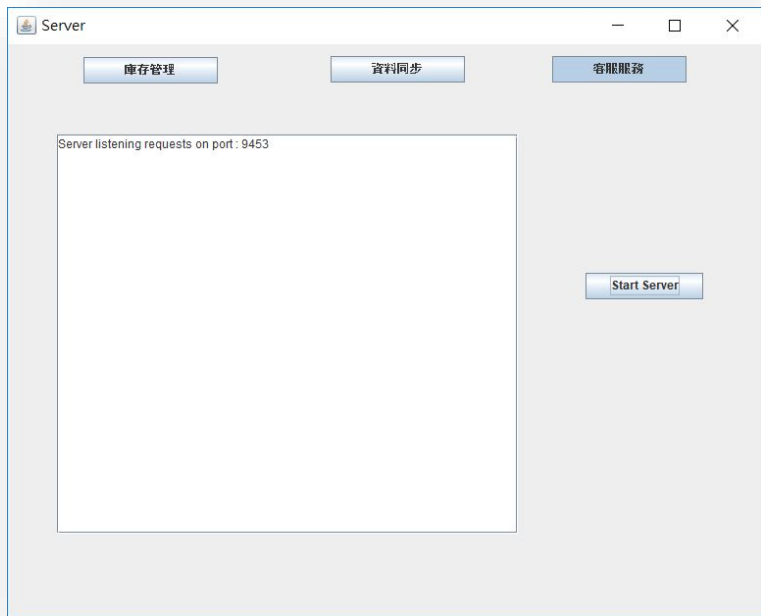 Server
庫存管理
資料同步
客服服務
Server listening requests on port : 9453
Start Server